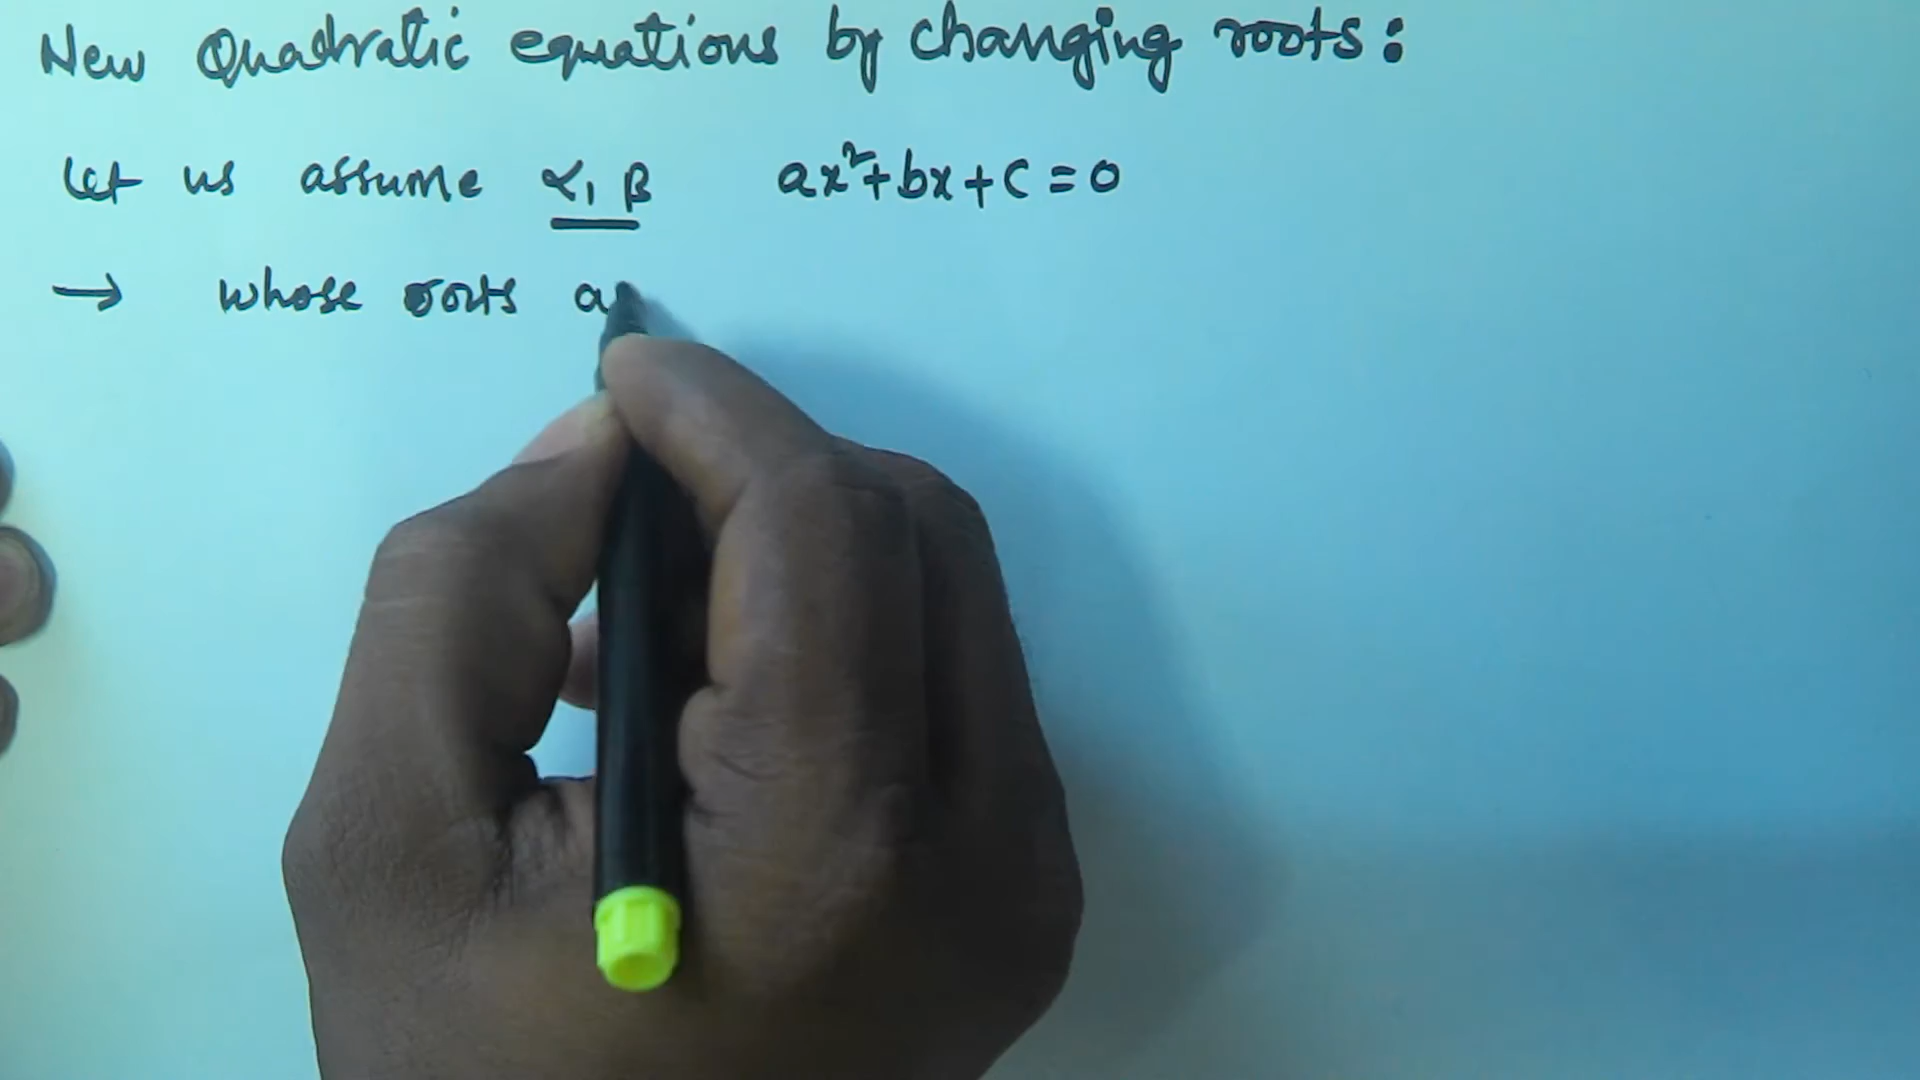 New Quadratic equations by changing roots:
Let us assume α, β ax²+bx+c=0
→ whose roots